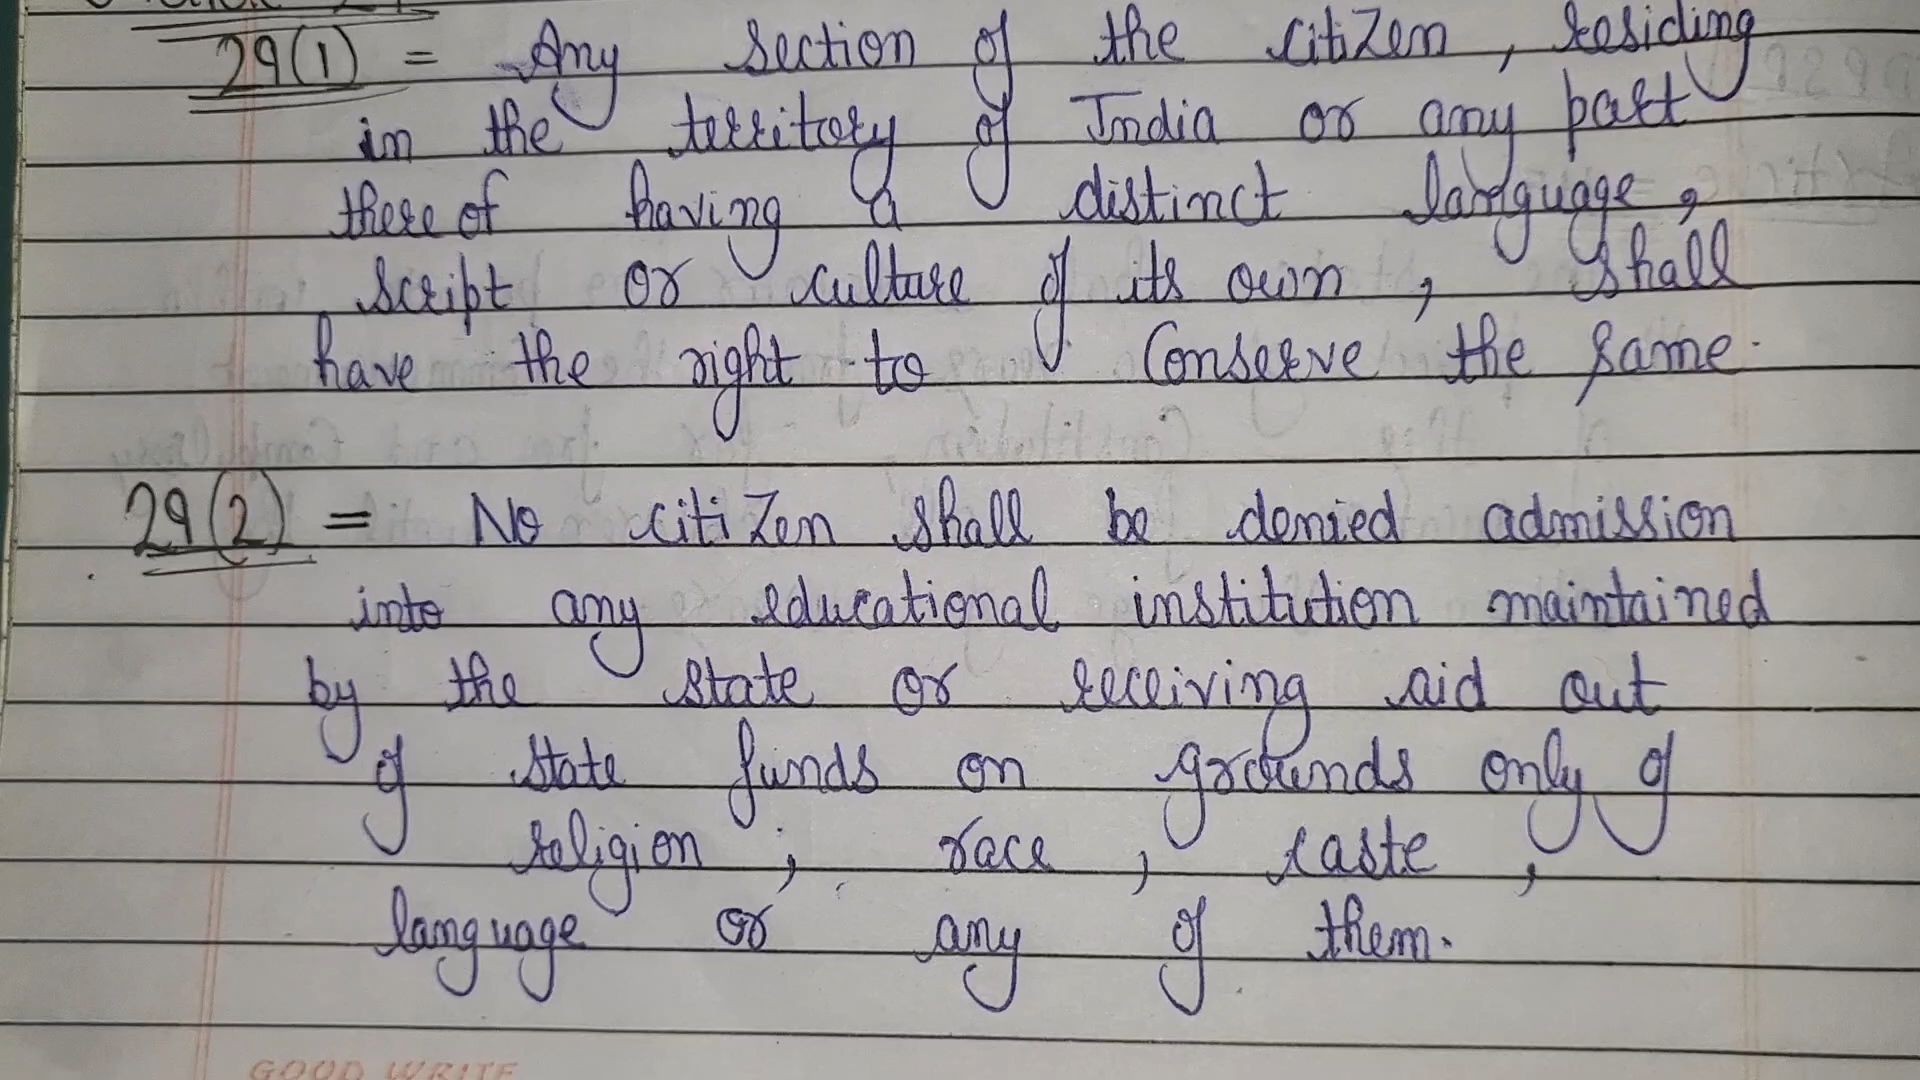 29(1) = Any section of the citizen, residing
in the territory of India or any part
there of having a distinct language,
script or culture of its own, shall
have the right to conserve the same.
29(2) = No citizen shall be denied admission
into any educational institution maintained
by the state or receiving aid out
of state funds on grounds only of
religion, race, caste,
language or any of them.
GOOD WRITE